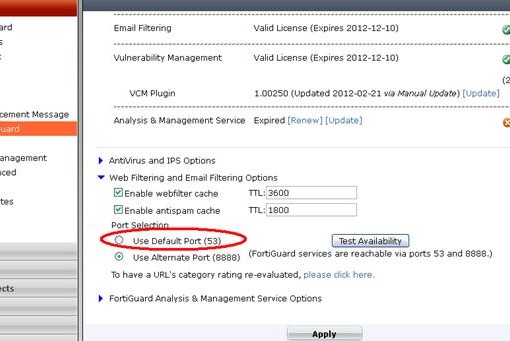 ard
s
Email Filtering Valid License (Expires 2012-12-10)
Vulnerability Management Valid License (Expires 2012-12-10)
(2
VCM Plugin 1.00250 (Updated 2012-02-21 via Manual Update) [Update]
cement Message
Analysis & Management Service Expired [Renew] [Update]
uard
anagement
AntiVirus and IPS Options
ced
Web Filtering and Email Filtering Options
Enable webfilter cache TTL: 3600
tes
Enable antispam cache TTL: 1800
Port Selection
Use Default Port (53) Test Availability
Use Alternate Port (8888) (FortiGuard services are reachable via ports 53 and 8888.)
To have a URL's category rating re-evaluated, please click here.
ects
FortiGuard Analysis & Management Service Options
Apply